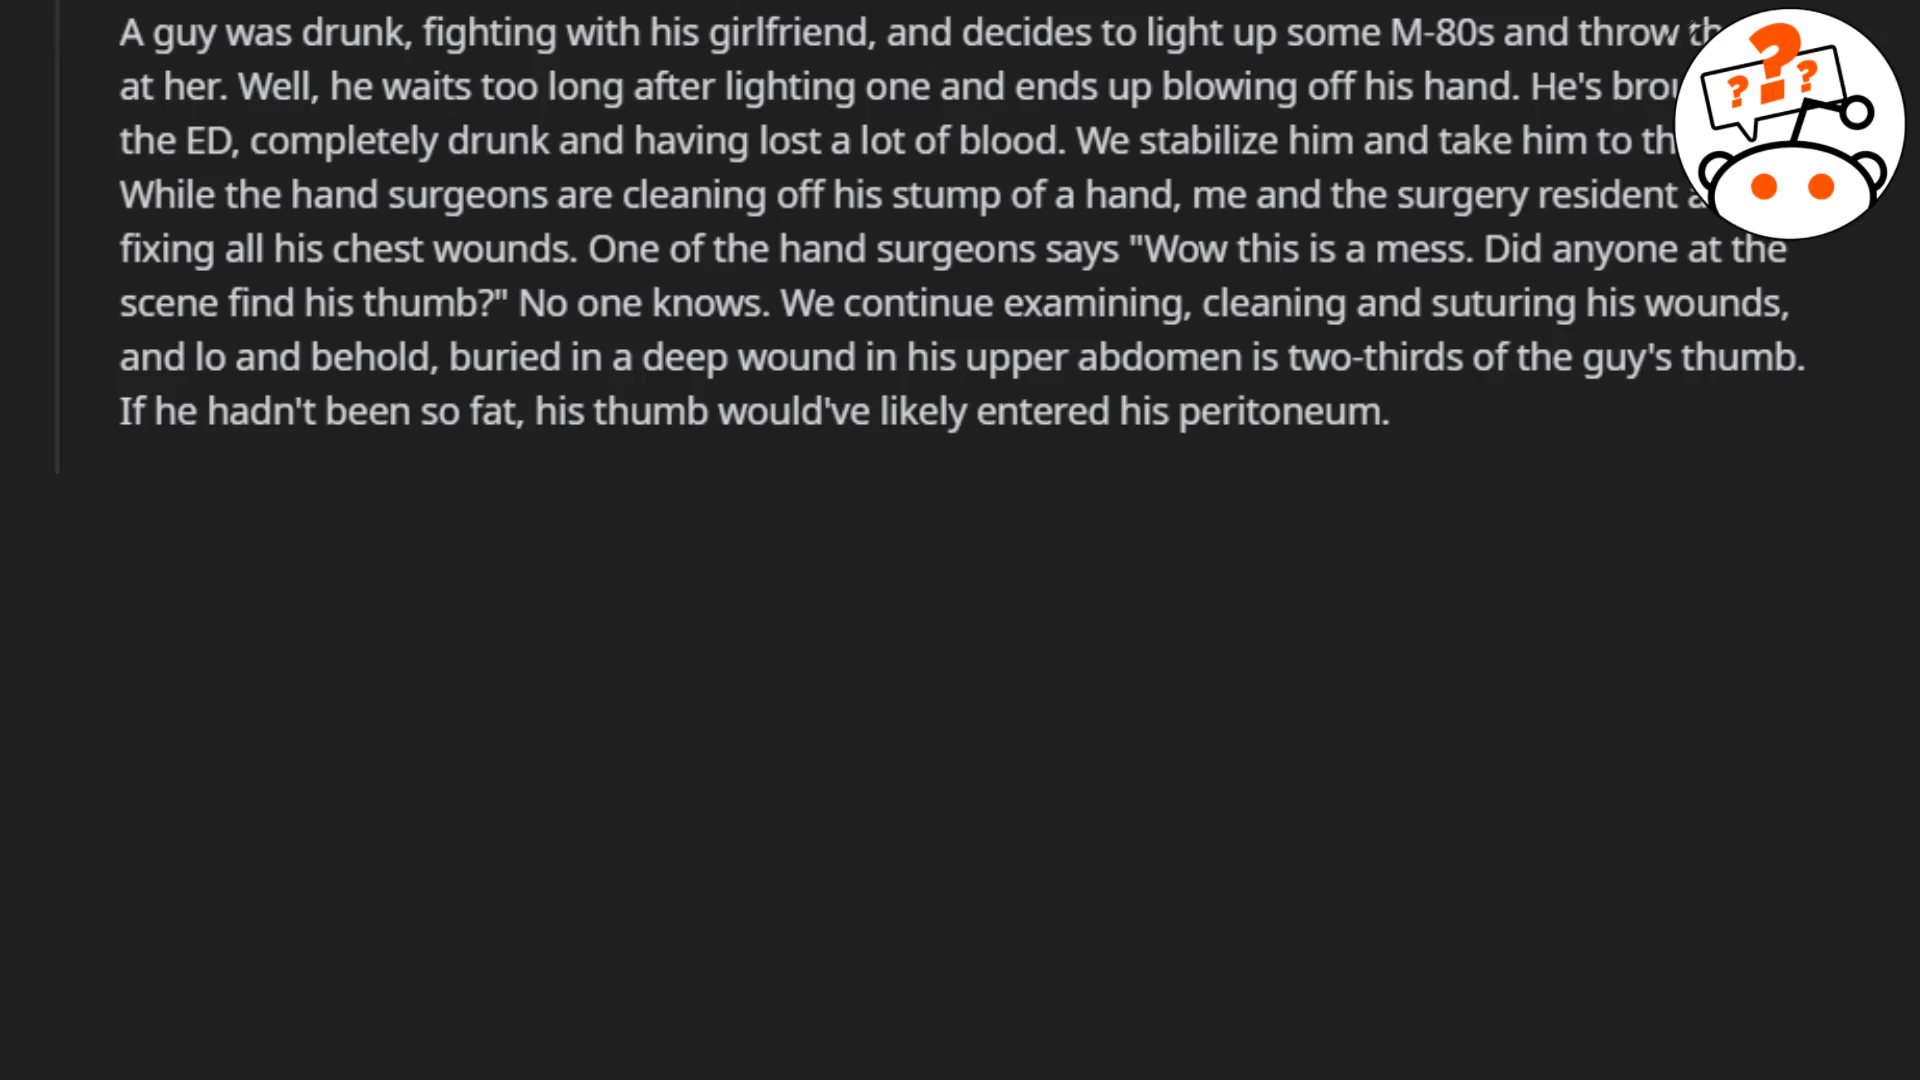 A guy was drunk, fighting with his girlfriend, and decides to light up some M-80s and throw
at her. Well, he waits too long after lighting one and ends up blowing off his hand. He's
the ED, completely drunk and having lost a lot of blood. We stabilize him and take him to
While the hand surgeons are cleaning off his stump of a hand, me and the surgery resident
fixing all his chest wounds. One of the hand surgeons says "Wow this is a mess. Did anyone at the
scene find his thumb?" No one knows. We continue examining, cleaning and suturing his wounds,
and lo and behold, buried in a deep wound in his upper abdomen is two-thirds of the guy's thumb.
If he hadn't been so fat, his thumb would've likely entered his peritoneum.
? ? ?